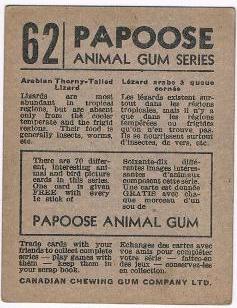 62 PAPOOSE
ANIMAL GUM SERIES
Arabian Thorny-Tailed
Lizard
Lizards are most
abundant in tropical
regions, but are absent
only from the cooler
temperate and the frigid
regions. Their food is
generally insects, worms,
etc.
Lézard arabe à queue
cornée
Les lézards existent sur-
tout dans les régions
tropicales, mais il n'y a
que dans les régions
tempérées ou frigides
qu'on n'en trouve pas.
Ils se nourrissent surtout
d'insectes, de vers, etc.
There are 70 differ-
ent, interesting ani-
mal and bird picture
cards in this series.
One card is given
FREE with every
1c stick of
Soixante-dix diffé-
rentes images intéres-
santes d'animaux
composent cette série.
Une carte est donnée
GRATIS avec cha-
que morceau d'un
sou de
PAPOOSE ANIMAL GUM
Trade cards with your
friends to collect complete
series — play games with
them — keep them in
your scrap book.
Echangez des cartes avec
vos amis pour compléter
votre série — faites-en
des jeux — conservez-les
en collection.
CANADIAN CHEWING GUM COMPANY LTD.